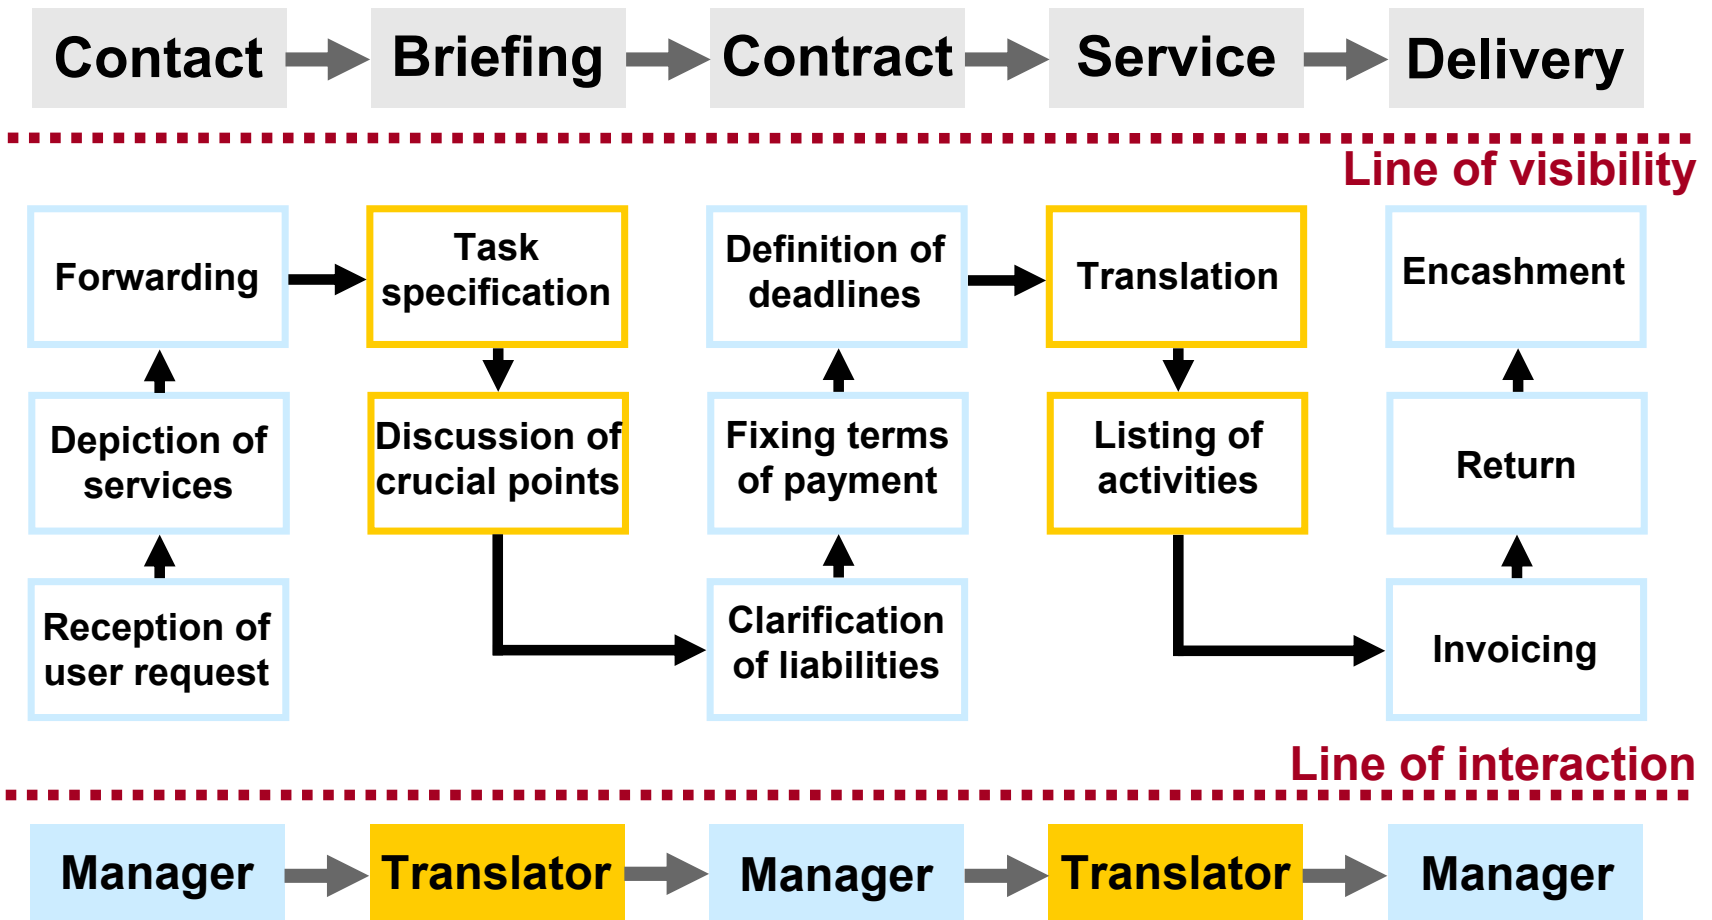 Contact
Briefing
Contract
Service
Delivery
Line of visibility
Forwarding
Task
specification
Definition of
deadlines
Translation
Encashment
Depiction of
services
Discussion of
crucial points
Fixing terms
of payment
Listing of
activities
Return
Reception of
user request
Clarification
of liabilities
Invoicing
Line of interaction
Manager
Translator
Manager
Translator
Manager